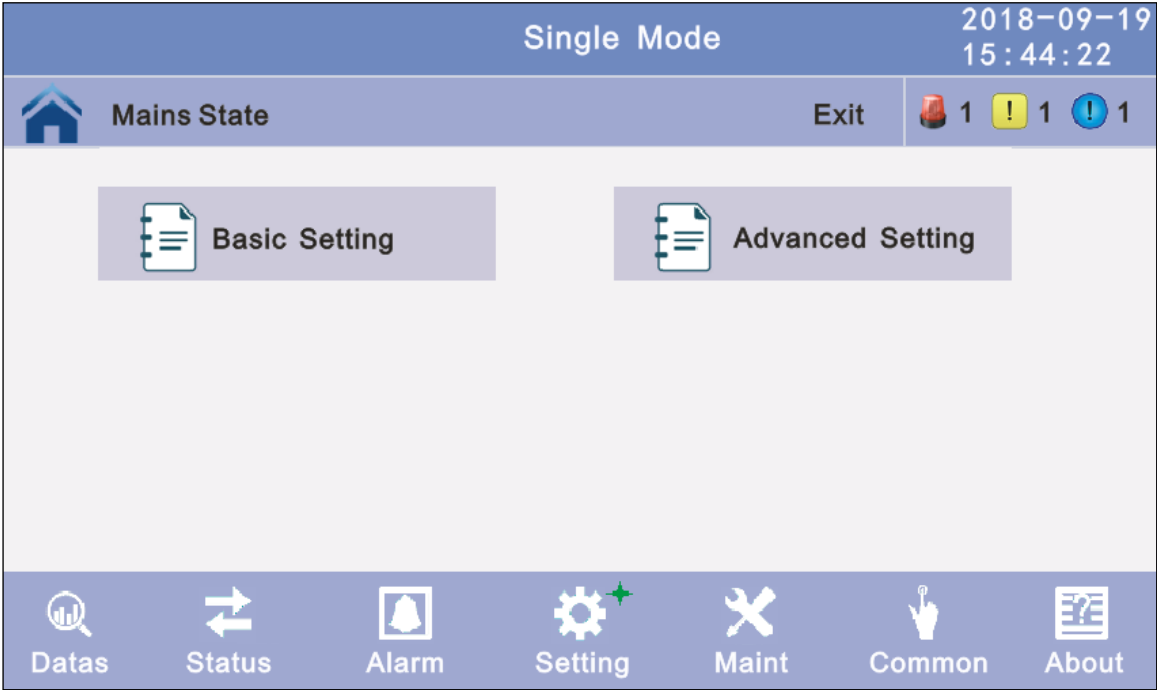 Single Mode
2018-09-19
15:44:22
Mains State
Exit
1
! 1
! 1
Basic Setting
Advanced Setting
Datas
Status
Alarm
Setting
Maint
Common
About